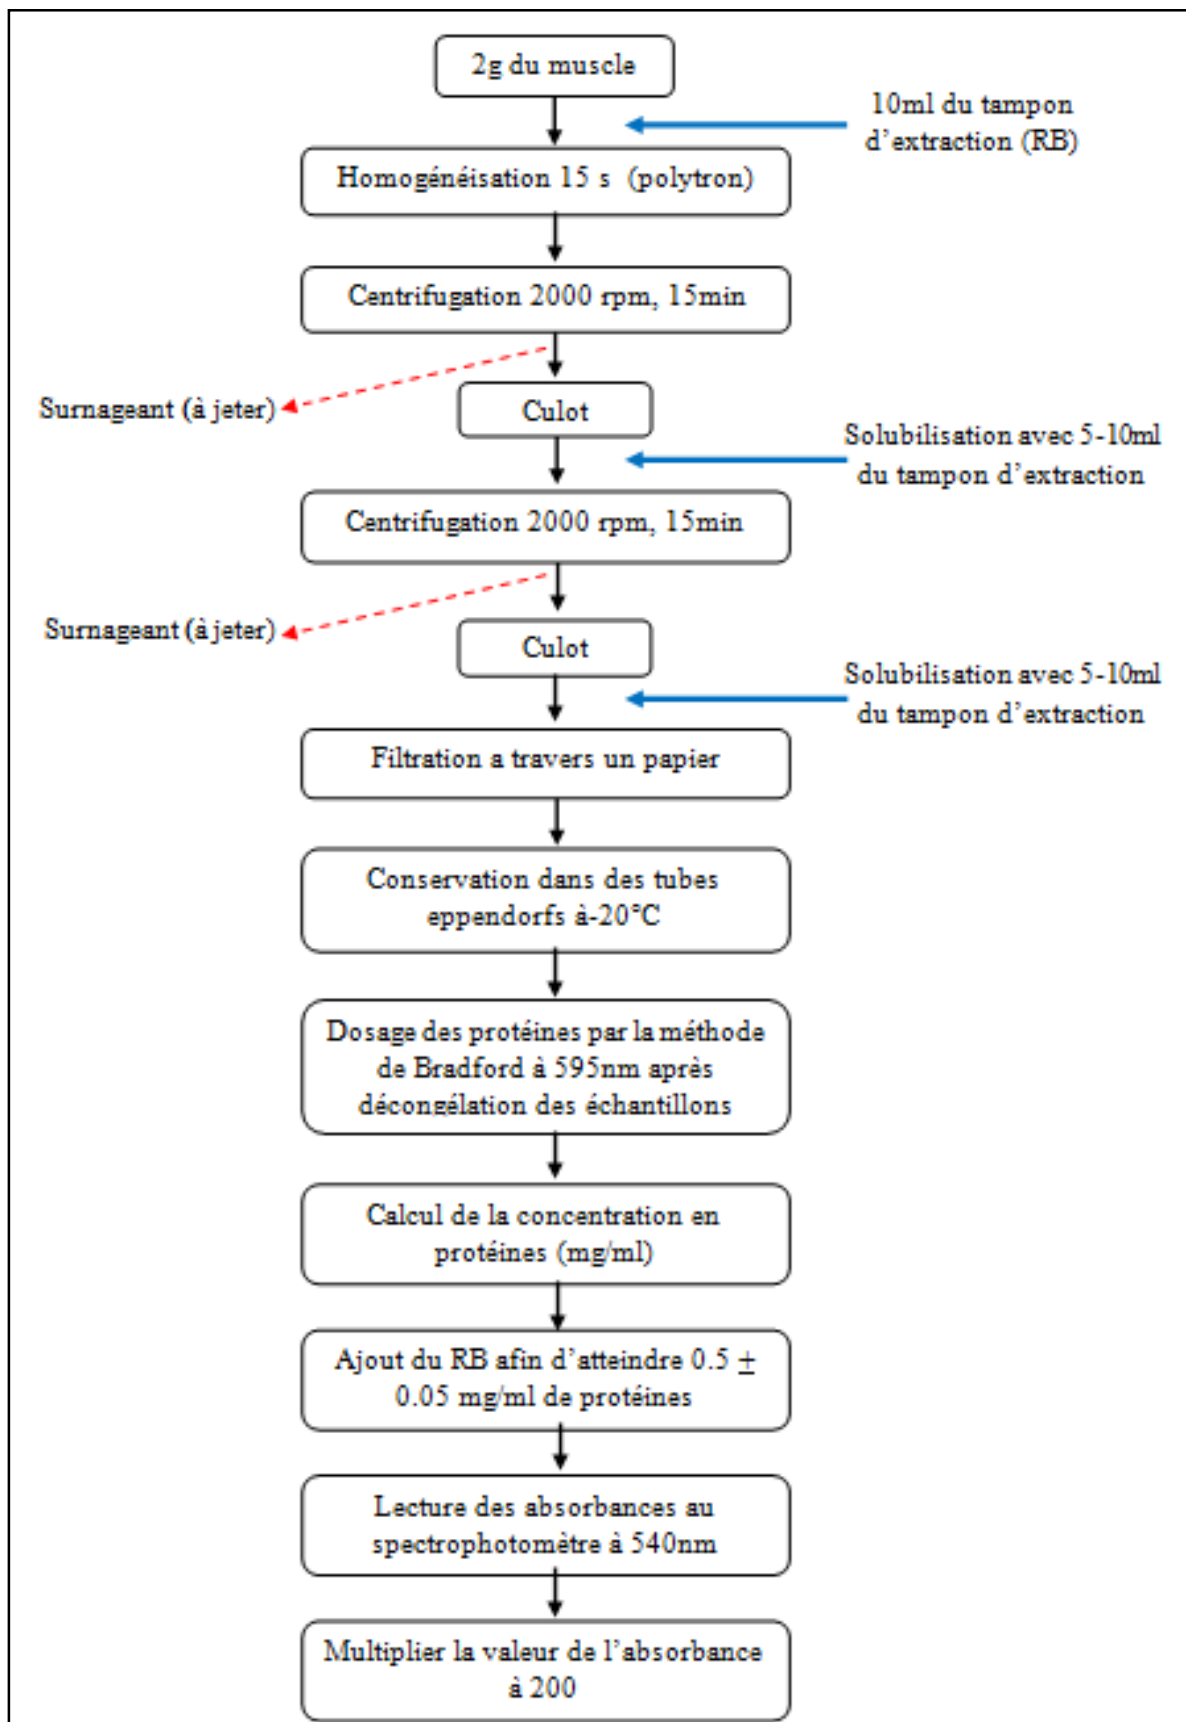 2g du muscle
10ml du tampon
d'extraction (RB)
Homogénéisation 15 s (polytron)
Centrifugation 2000 rpm, 15min
Surnageant (à jeter)
Culot
Solubilisation avec 5-10ml
du tampon d'extraction
Centrifugation 2000 rpm, 15min
Surnageant (à jeter)
Culot
Solubilisation avec 5-10ml
du tampon d'extraction
Filtration a travers un papier
Conservation dans des tubes
eppendorfs à-20°C
Dosage des protéines par la méthode
de Bradford à 595nm après
décongélation des échantillons
Calcul de la concentration en
protéines (mg/ml)
Ajout du RB afin d'atteindre 0.5 ±
0.05 mg/ml de protéines
Lecture des absorbances au
spectrophotomètre à 540nm
Multiplier la valeur de l'absorbance
à 200